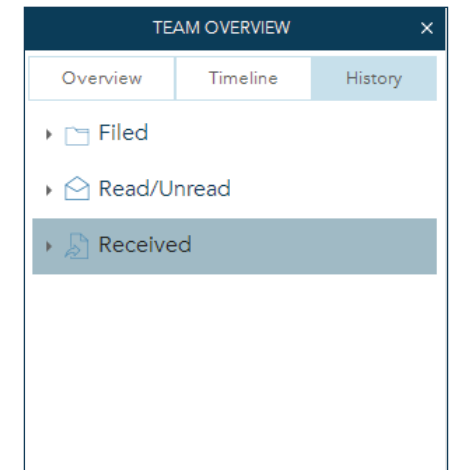 TEAM OVERVIEW ×
Overview Timeline History
Filed
Read/Unread
Received